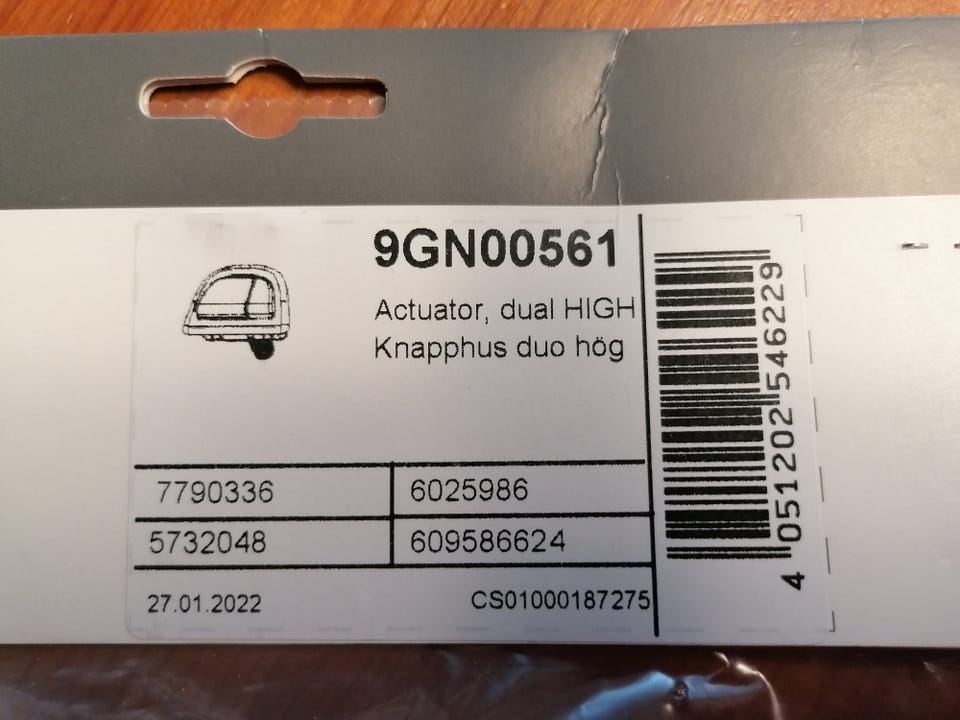 9GN00561
Actuator, dual HIGH
Knapphus duo hög
7790336 6025986
5732048 609586624
27.01.2022 CS01000187275
4 051202 546229